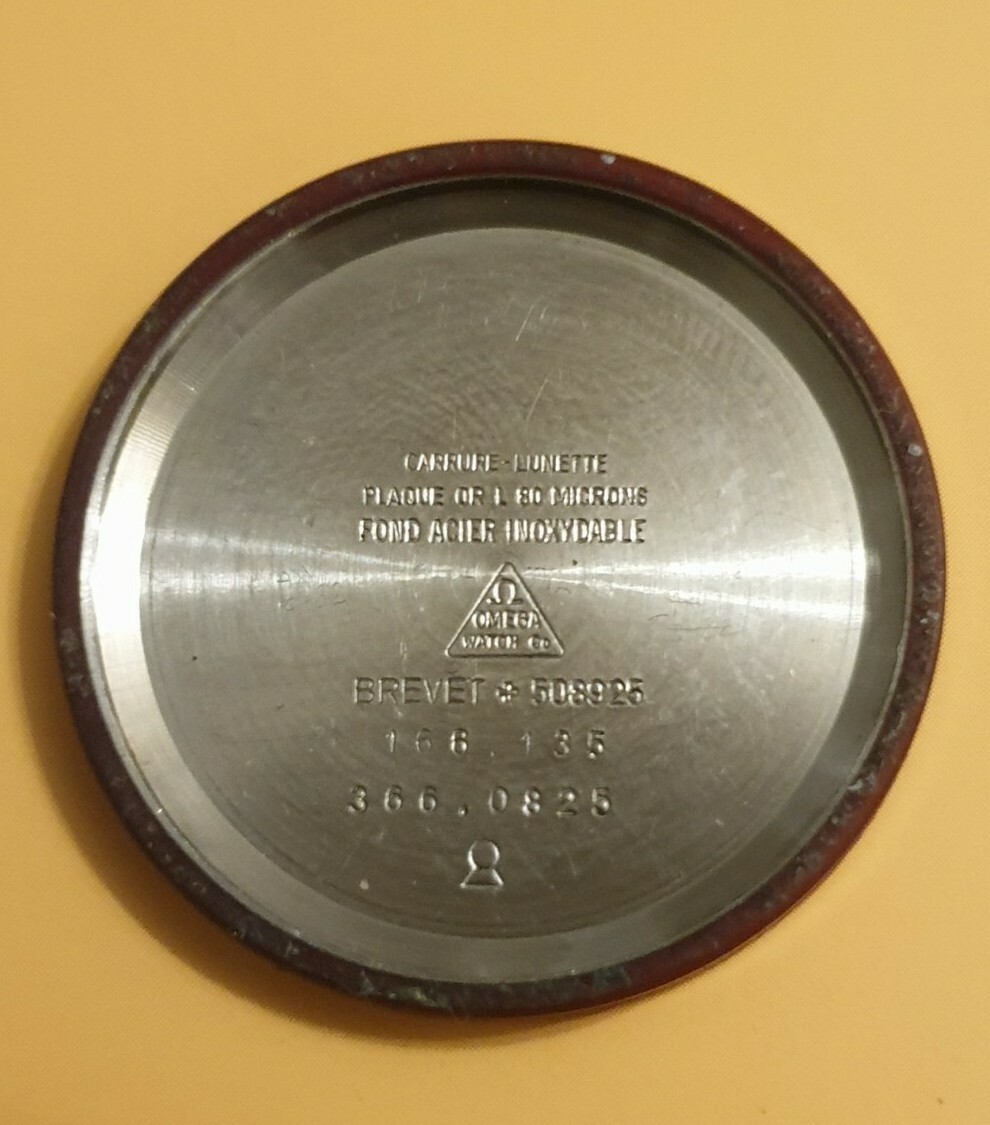 CARRURE-LUNETTE
PLAQUE OR L 80 MICRONS
FOND ACIER INOXYDABLE
Ω
OMEGA
WATCH Co
BREVET + 508925
166.135
366.0825